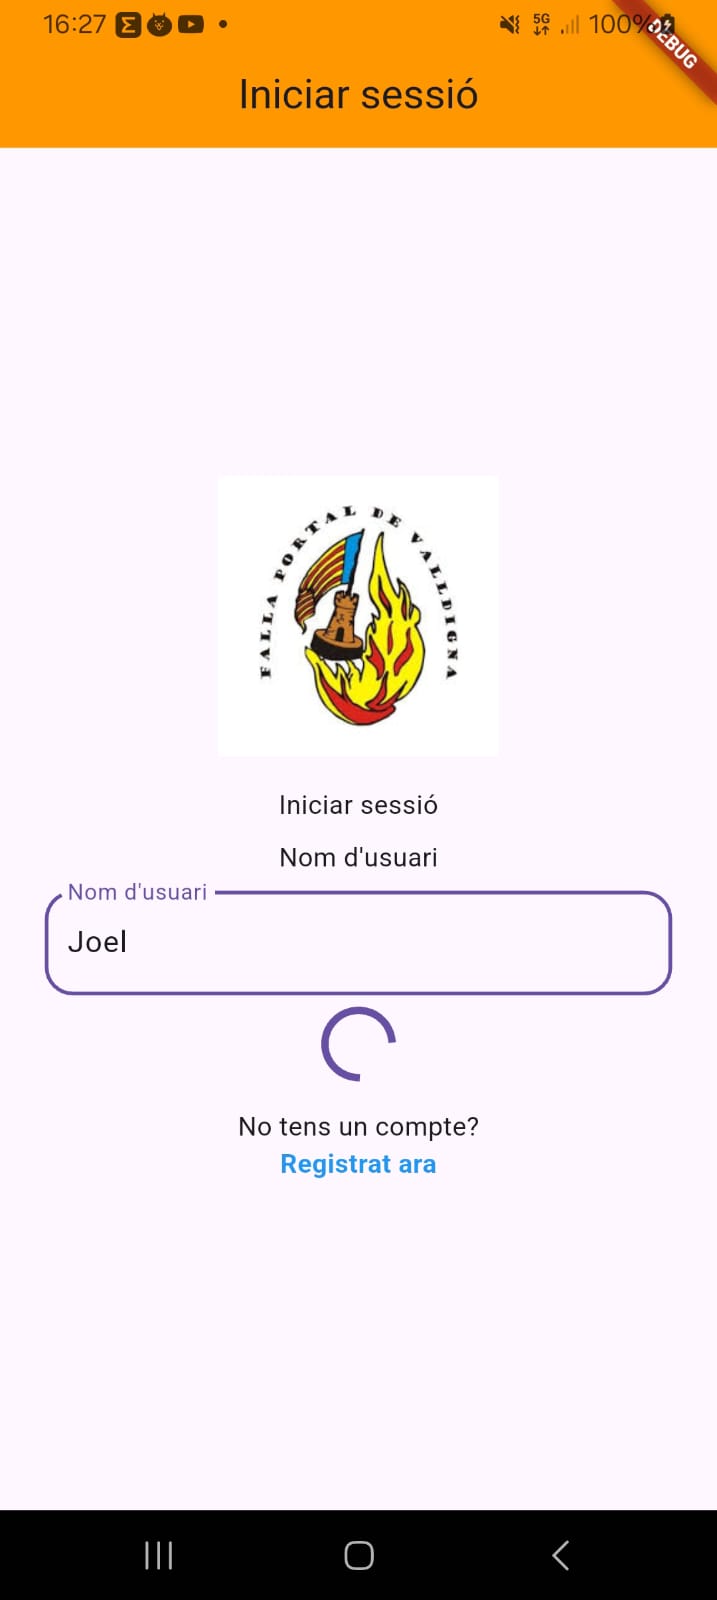 16:27
5G
100%
DEBUG
Iniciar sessió
FALLA PORTAL DE VALLDIGNA
Iniciar sessió
Nom d'usuari
Nom d'usuari
Joel
No tens un compte?
Registrat ara